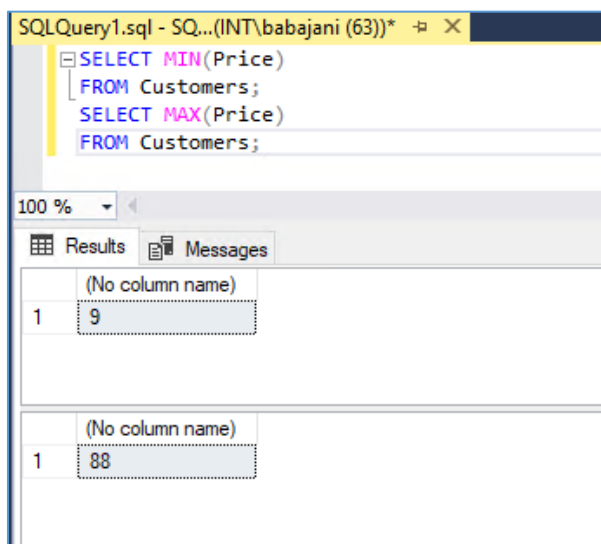 SQLQuery1.sql - SQ...(INT\babajani (63))*
SELECT MIN(Price)
FROM Customers;
SELECT MAX(Price)
FROM Customers;
100 %
Results Messages
(No column name)
1 9
(No column name)
1 88